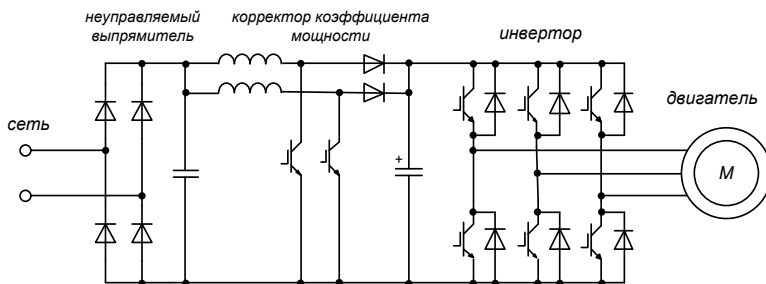 неуправляемый
выпрямитель
корректор коэффициента
мощности
инвертор
двигатель
сеть
+
M